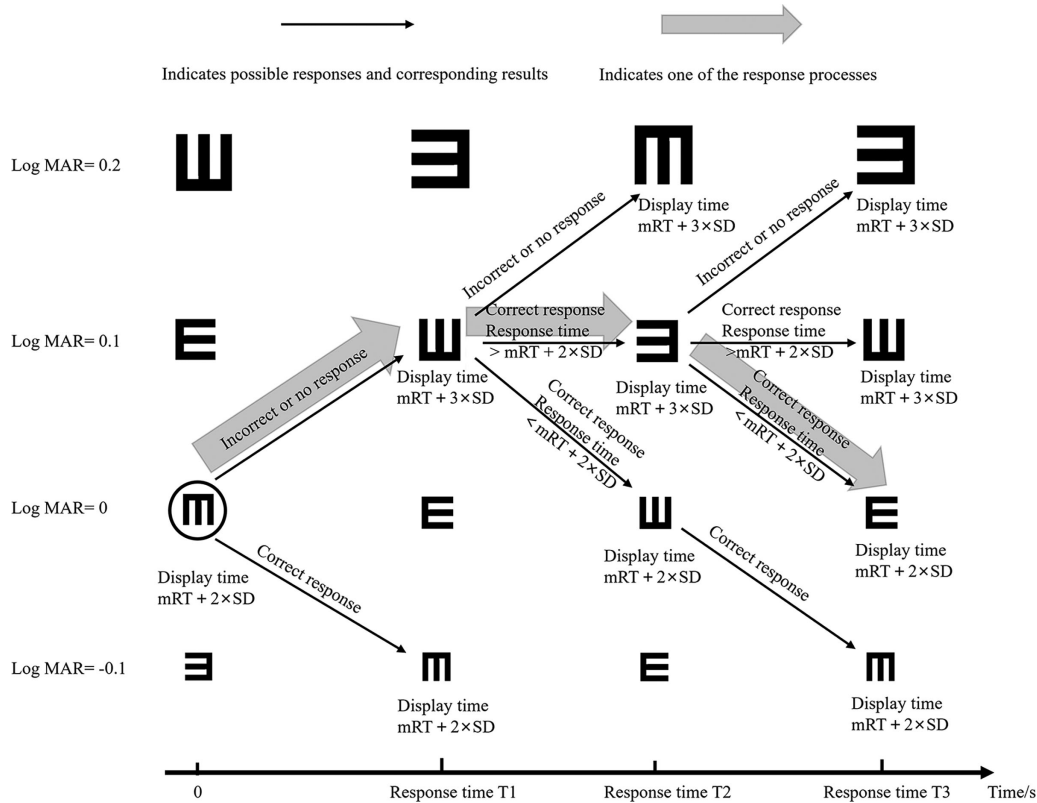 Indicates possible responses and corresponding results
Indicates one of the response processes
Log MAR= 0.2
Display time
mRT + 3×SD
Display time
mRT + 3×SD
Incorrect or no response
Incorrect or no response
Log MAR= 0.1
Correct response
Response time
> mRT + 2×SD
Correct response
Response time
>mRT + 2×SD
Display time
mRT + 3×SD
Display time
mRT + 3×SD
Display time
mRT + 3×SD
Incorrect or no response
Correct response
Response time
< mRT + 2×SD
Correct response
Response time
< mRT + 2×SD
Log MAR= 0
Display time
mRT + 2×SD
Display time
mRT + 2×SD
Display time
mRT + 2×SD
Correct response
Correct response
Log MAR= -0.1
Display time
mRT + 2×SD
Display time
mRT + 2×SD
0
Response time T1
Response time T2
Response time T3
Time/s